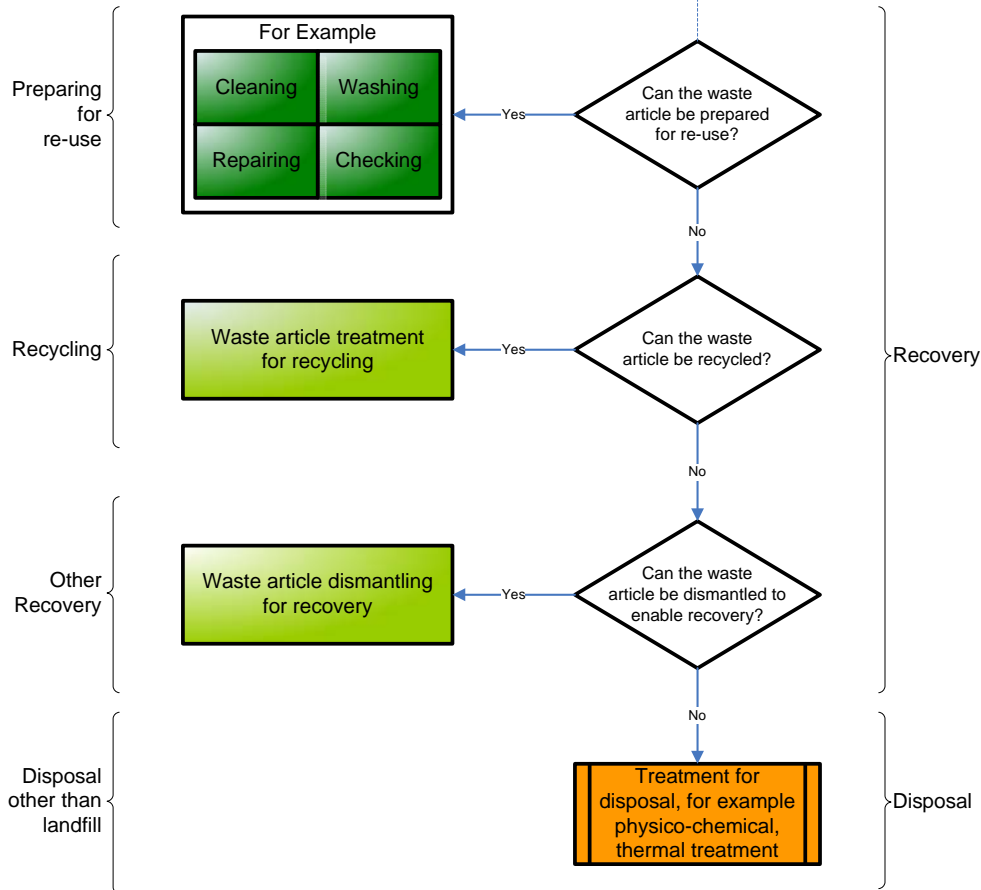 For Example
Cleaning
Washing
Repairing
Checking
Preparing
for
re-use
Yes
Can the waste
article be prepared
for re-use?
No
Recycling
Waste article treatment
for recycling
Yes
Can the waste
article be recycled?
Recovery
No
Other
Recovery
Waste article dismantling
for recovery
Yes
Can the waste
article be dismantled to
enable recovery?
No
Disposal
other than
landfill
Treatment for
disposal, for example
physico-chemical,
thermal treatment
Disposal